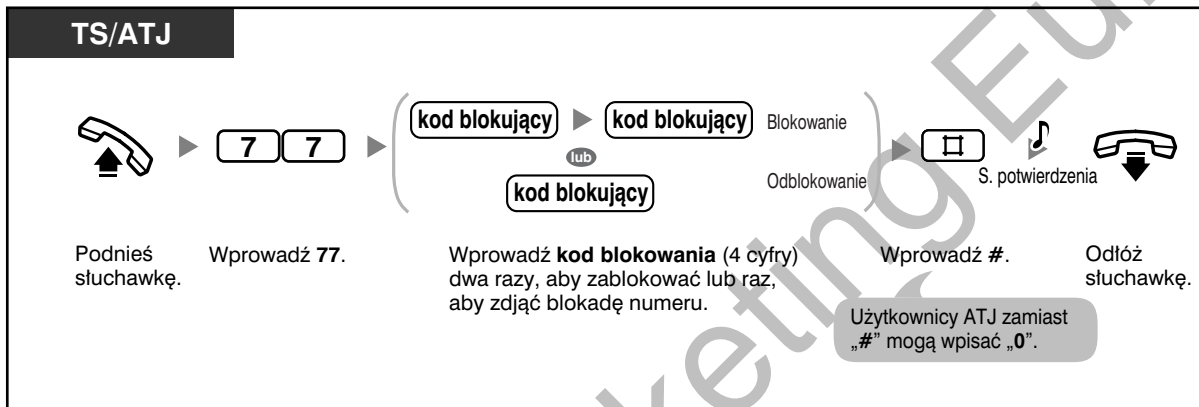 TS/ATJ
7 7
kod blokujący kod blokujący Blokowanie
lub
kod blokujący Odblokowanie
S. potwierdzenia
Podnieś
słuchawkę.
Wprowadź 77.
Wprowadź kod blokowania (4 cyfry)
dwa razy, aby zablokować lub raz,
aby zdjąć blokadę numeru.
Wprowadź #.
Użytkownicy ATJ zamiast
„#” mogą wpisać „0”.
Odłóż
słuchawkę.
keting Eu